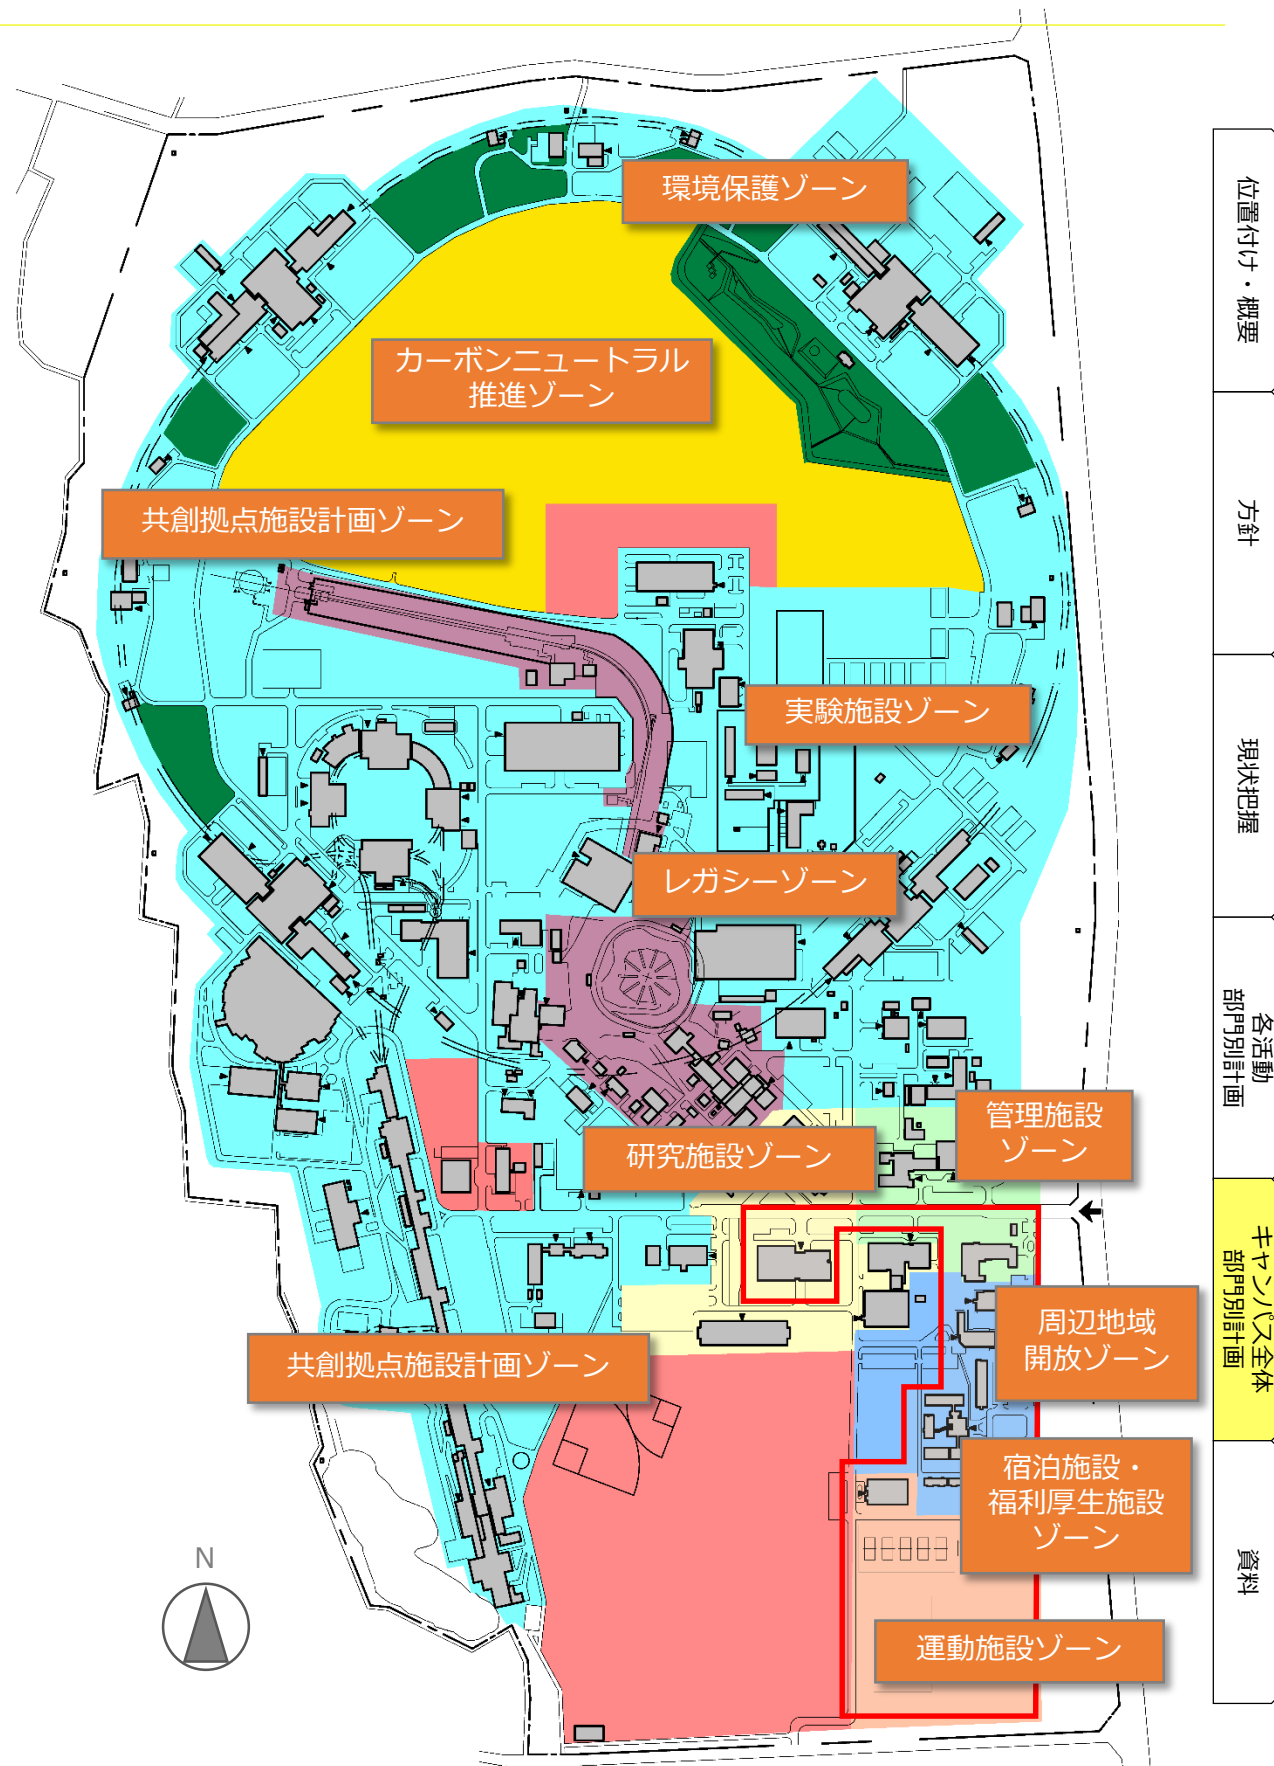 環境保護ゾーン
カーボンニュートラル
推進ゾーン
共創拠点施設計画ゾーン
実験施設ゾーン
レガシーゾーン
管理施設
ゾーン
研究施設ゾーン
周辺地域
開放ゾーン
共創拠点施設計画ゾーン
宿泊施設・
福利厚生施設
ゾーン
運動施設ゾーン
N
位置付け・概要
方針
現状把握
各活動
部門別計画
キャンパス全体
部門別計画
資料